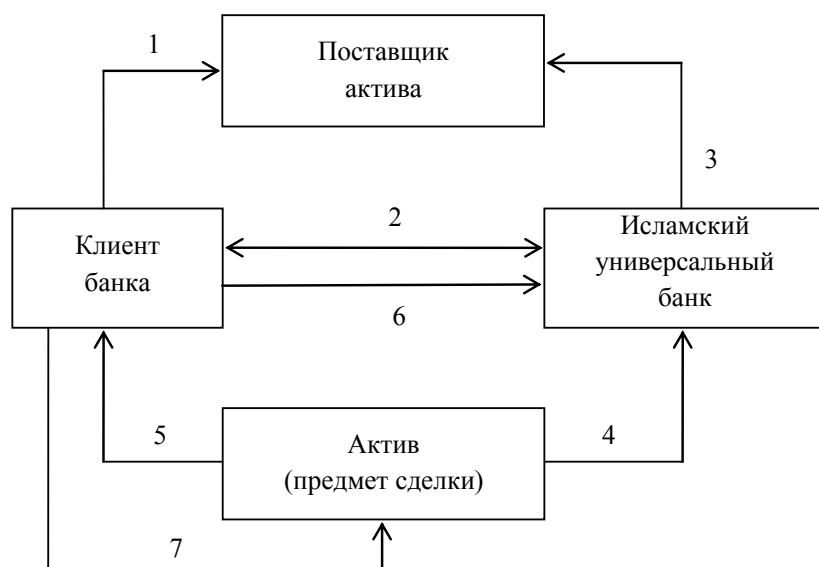 1
Поставщик
актива
3
2
Клиент
банка
Исламский
универсальный
банк
6
5
Актив
(предмет сделки)
4
7